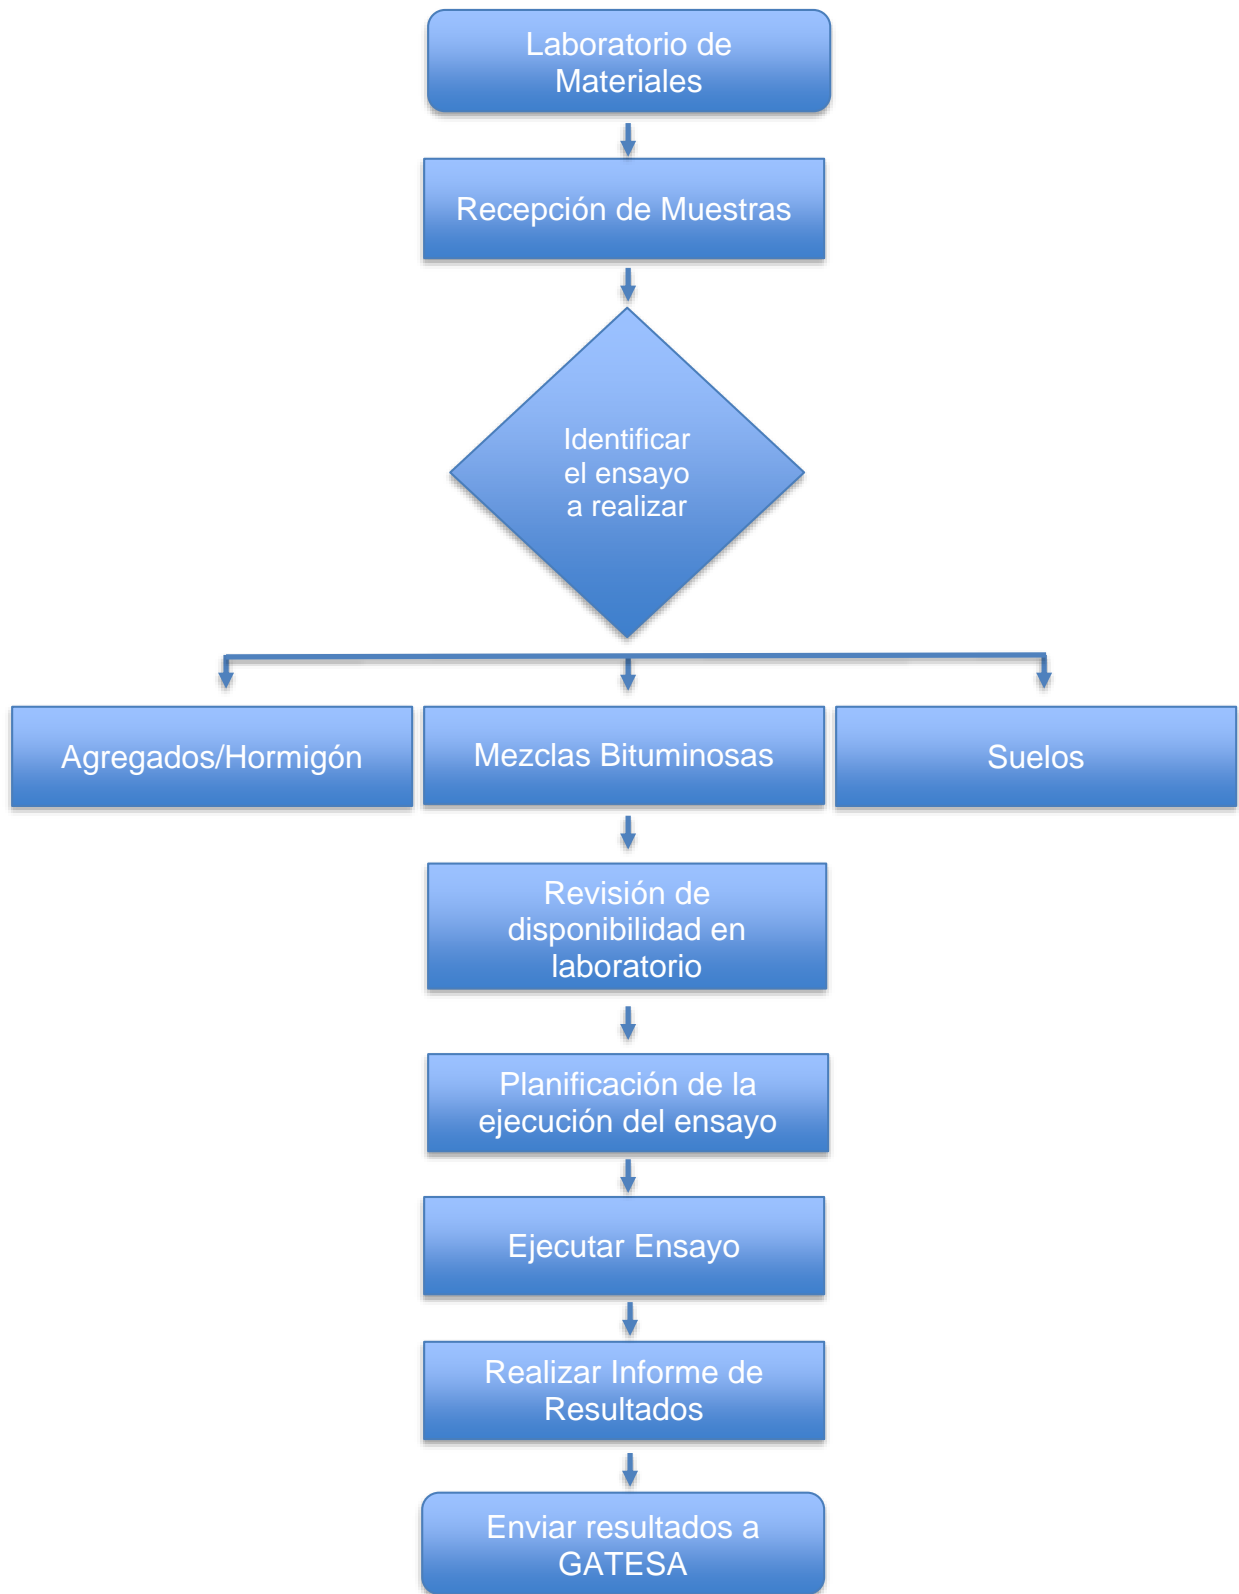 Laboratorio de
Materiales
Recepción de Muestras
Identificar
el ensayo
a realizar
Agregados/Hormigón
Mezclas Bituminosas
Suelos
Revisión de
disponibilidad en
laboratorio
Planificación de la
ejecución del ensayo
Ejecutar Ensayo
Realizar Informe de
Resultados
Enviar resultados a
GATESA